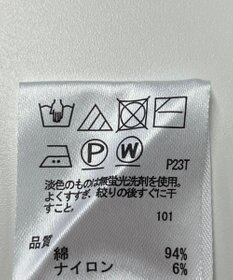 P W
P23T
淡色のものは無蛍光洗剤を使用。
よくすすぎ、絞りの後すぐに干
すこと。
101
品質
綿 94%
ナイロン 6%